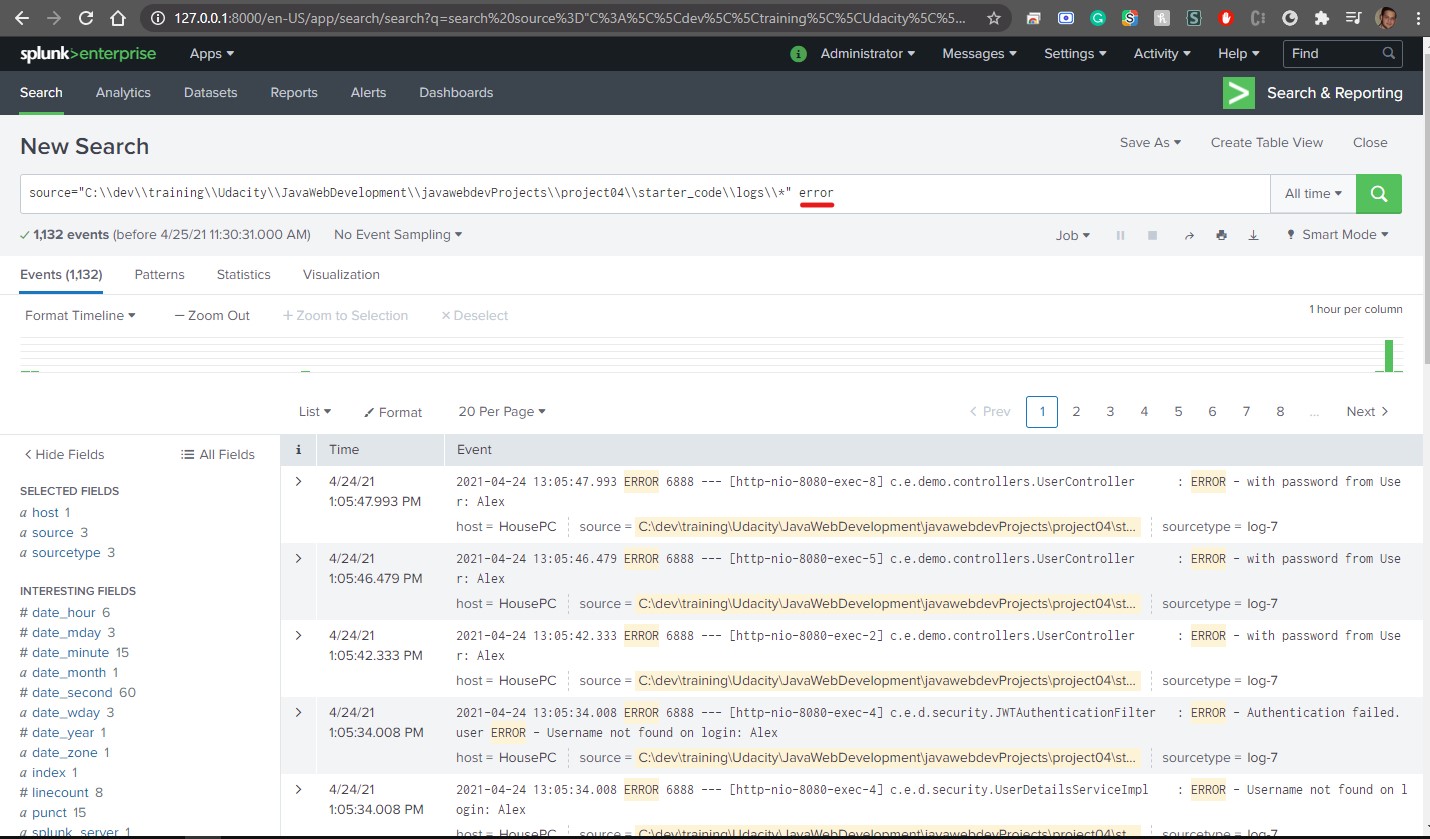 127.0.0.1:8000/en-US/app/search/search?q=search%20source%3D"C%3A%5C%5Cdev%5C%5Ctraining%5C%5CUdacity%5C%5...
splunk>enterprise Apps
i Administrator Messages Settings Activity Help Find
Search Analytics Datasets Reports Alerts Dashboards
> Search & Reporting
New Search
Save As Create Table View Close
source="C:\\dev\\training\\Udacity\\JavaWebDevelopment\\javawebdevProjects\\project04\\starter_code\\logs\\*" error
All time
1,132 events (before 4/25/21 11:30:31.000 AM) No Event Sampling
Job Smart Mode
Events (1,132) Patterns Statistics Visualization
Format Timeline — Zoom Out + Zoom to Selection × Deselect
1 hour per column
List Format 20 Per Page
< Prev 1 2 3 4 5 6 7 8 ... Next >
< Hide Fields All Fields
SELECTED FIELDS
a host 1
a source 3
a sourcetype 3
INTERESTING FIELDS
# date_hour 6
# date_mday 3
# date_minute 15
a date_month 1
# date_second 60
a date_wday 3
# date_year 1
a date_zone 1
a index 1
# linecount 8
a punct 15
a splunk_server 1
i Time Event
> 4/24/21
1:05:47.993 PM
2021-04-24 13:05:47.993 ERROR 6888 --- [http-nio-8080-exec-8] c.e.demo.controllers.UserController : ERROR - with password from Use
r: Alex
host = HousePC source = C:\dev\training\Udacity\JavaWebDevelopment\javawebdevProjects\project04\st... sourcetype = log-7
> 4/24/21
1:05:46.479 PM
2021-04-24 13:05:46.479 ERROR 6888 --- [http-nio-8080-exec-5] c.e.demo.controllers.UserController : ERROR - with password from Use
r: Alex
host = HousePC source = C:\dev\training\Udacity\JavaWebDevelopment\javawebdevProjects\project04\st... sourcetype = log-7
> 4/24/21
1:05:42.333 PM
2021-04-24 13:05:42.333 ERROR 6888 --- [http-nio-8080-exec-2] c.e.demo.controllers.UserController : ERROR - with password from Use
r: Alex
host = HousePC source = C:\dev\training\Udacity\JavaWebDevelopment\javawebdevProjects\project04\st... sourcetype = log-7
> 4/24/21
1:05:34.008 PM
2021-04-24 13:05:34.008 ERROR 6888 --- [http-nio-8080-exec-4] c.e.d.security.JWTAuthenticationFilter : ERROR - Authentication failed.
user ERROR - Username not found on login: Alex
host = HousePC source = C:\dev\training\Udacity\JavaWebDevelopment\javawebdevProjects\project04\st... sourcetype = log-7
> 4/24/21
1:05:34.008 PM
2021-04-24 13:05:34.008 ERROR 6888 --- [http-nio-8080-exec-4] c.e.d.security.UserDetailsServiceImpl : ERROR - Username not found on l
ogin: Alex
host = HousePC source = C:\dev\training\Udacity\JavaWebDevelopment\javawebdevProjects\project04\st... sourcetype = log-7